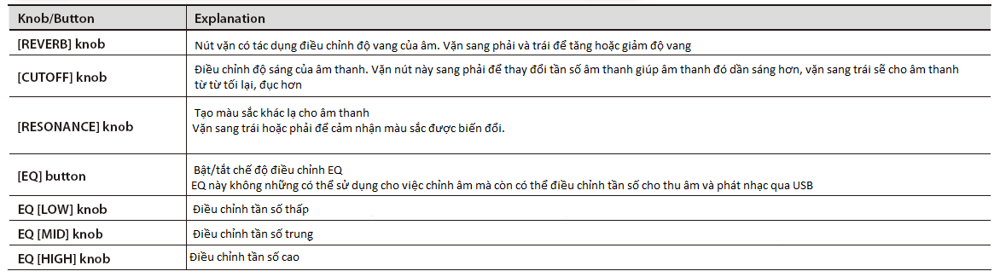 Knob/Button Explanation
[REVERB] knob Nút vặn có tác dụng điều chỉnh độ vang của âm. Vặn sang phải và trái để tăng hoặc giảm độ vang
[CUTOFF] knob Điều chỉnh độ sáng của âm thanh. Vặn nút này sang phải để thay đổi tần số âm thanh giúp âm thanh đó dần sáng hơn, vặn sang trái sẽ cho âm thanh
từ từ tối lại, đục hơn
[RESONANCE] knob Tạo màu sắc khác lạ cho âm thanh
Vặn sang trái hoặc phải để cảm nhận màu sắc được biến đổi.
[EQ] button Bật/tắt chế độ điều chỉnh EQ
EQ này không những có thể sử dụng cho việc chỉnh âm mà còn có thể điều chỉnh tần số cho thu âm và phát nhạc qua USB
EQ [LOW] knob Điều chỉnh tần số thấp
EQ [MID] knob Điều chỉnh tần số trung
EQ [HIGH] knob Điều chỉnh tần số cao